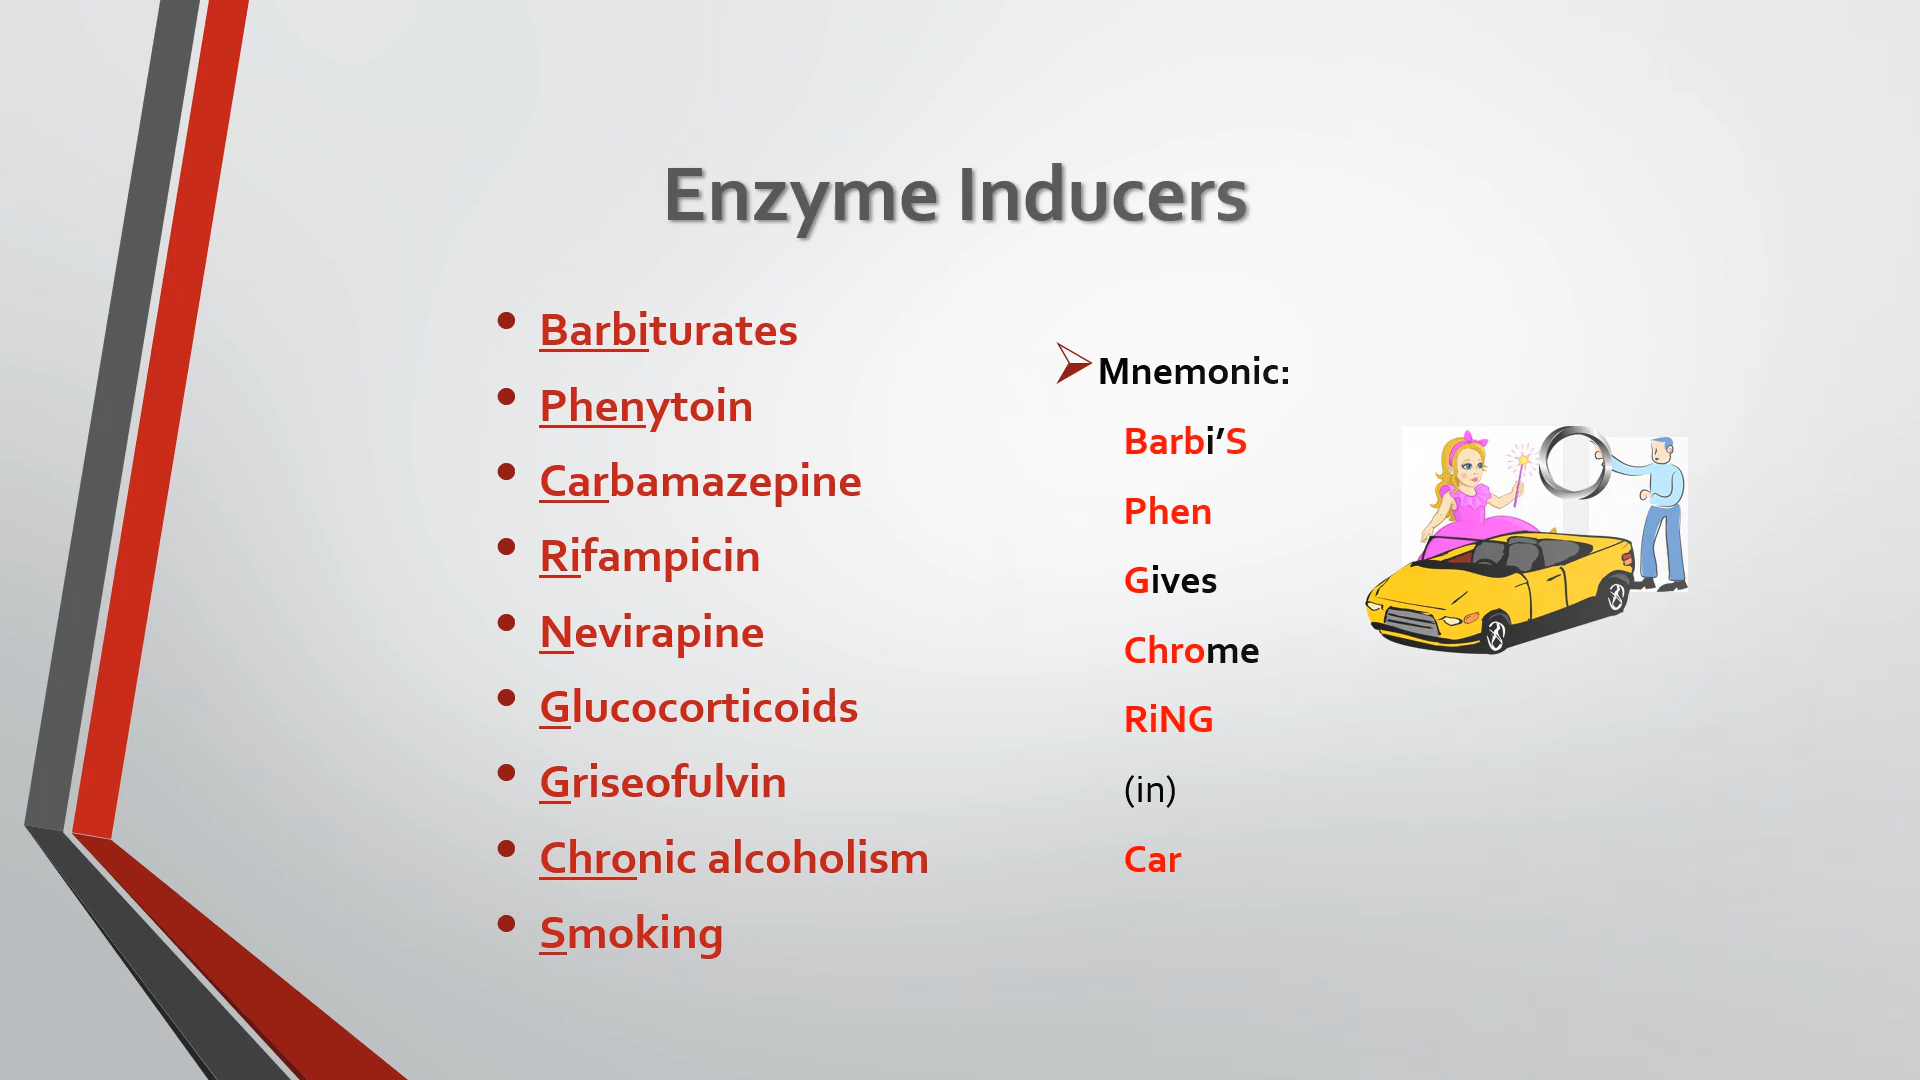 Enzyme Inducers
• Barbiturates
• Phenytoin
• Carbamazepine
• Rifampicin
• Nevirapine
• Glucocorticoids
• Griseofulvin
• Chronic alcoholism
• Smoking
Mnemonic:
Barbi’S
Phen
Gives
Chrome
RiNG
(in)
Car